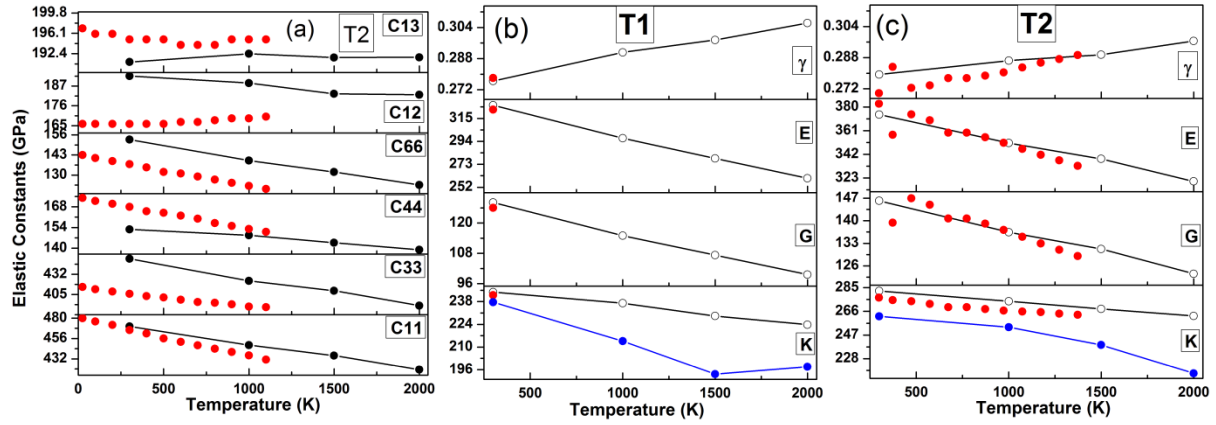 (a) T2
C13
199.8
196.1
192.4
C12
187
176
165
C66
156
143
130
C44
168
154
140
C33
432
405
C11
480
456
432
0 500 1000 1500 2000
Temperature (K)
Elastic Constants (GPa)
(b) T1
0.304
0.288
0.272
γ
315
294
273
252
E
120
108
96
G
238
224
210
196
K
500 1000 1500 2000
Temperature (K)
(c) T2
0.304
0.288
0.272
γ
380
361
342
323
E
147
140
133
126
G
285
266
247
228
K
500 1000 1500 2000
Temperature (K)